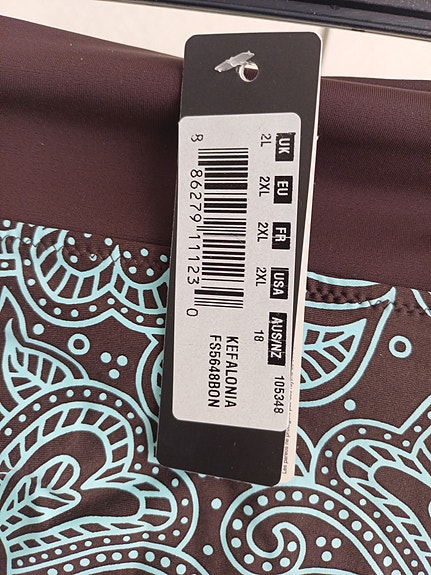 UK EU FR USA AUS/NZ
2L 2XL 2XL 2XL 18
105348
8 86279 11123 0
KEFALONIA
FS5648BON